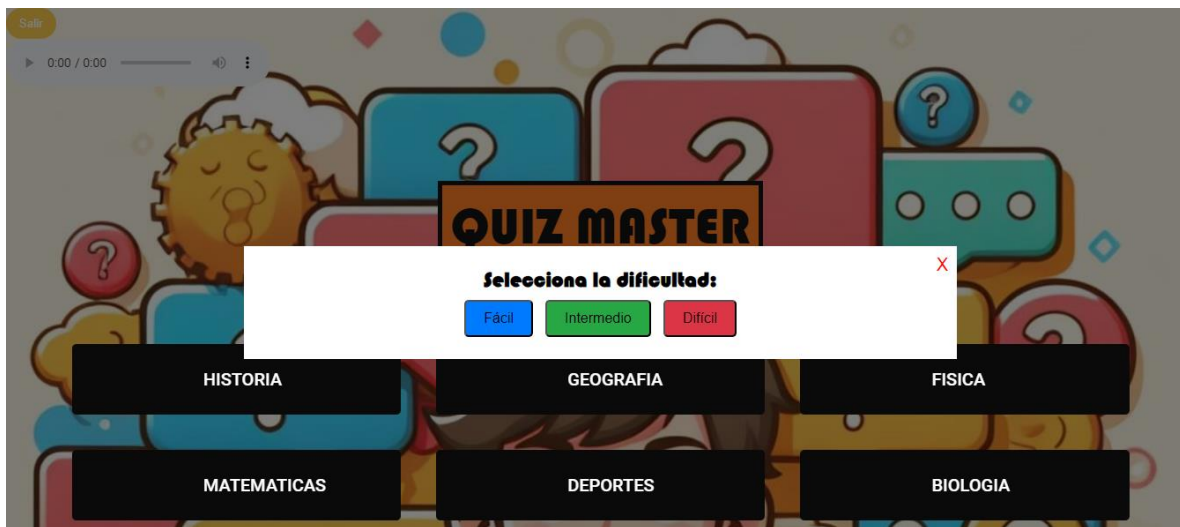 Salir
0:00 / 0:00
QUIZ MASTER
X
Selecciona la dificultad:
Fácil Intermedio Difícil
HISTORIA GEOGRAFIA FISICA
MATEMATICAS DEPORTES BIOLOGIA